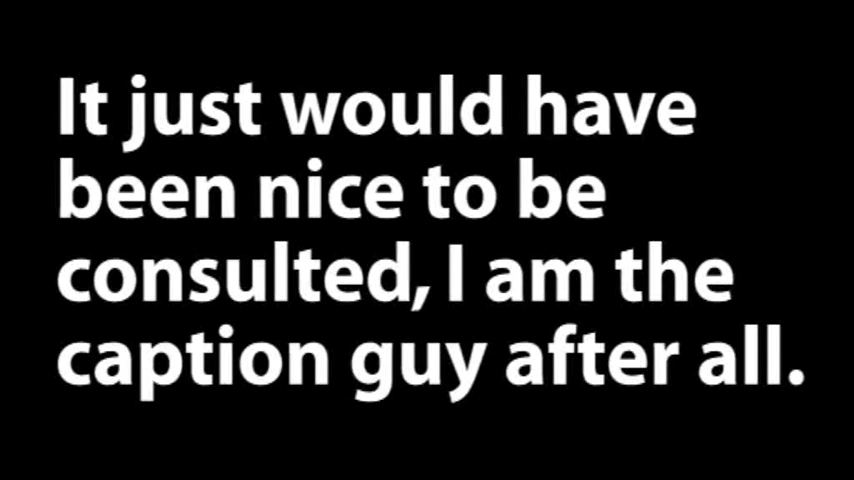 It just would have
been nice to be
consulted, I am the
caption guy after all.